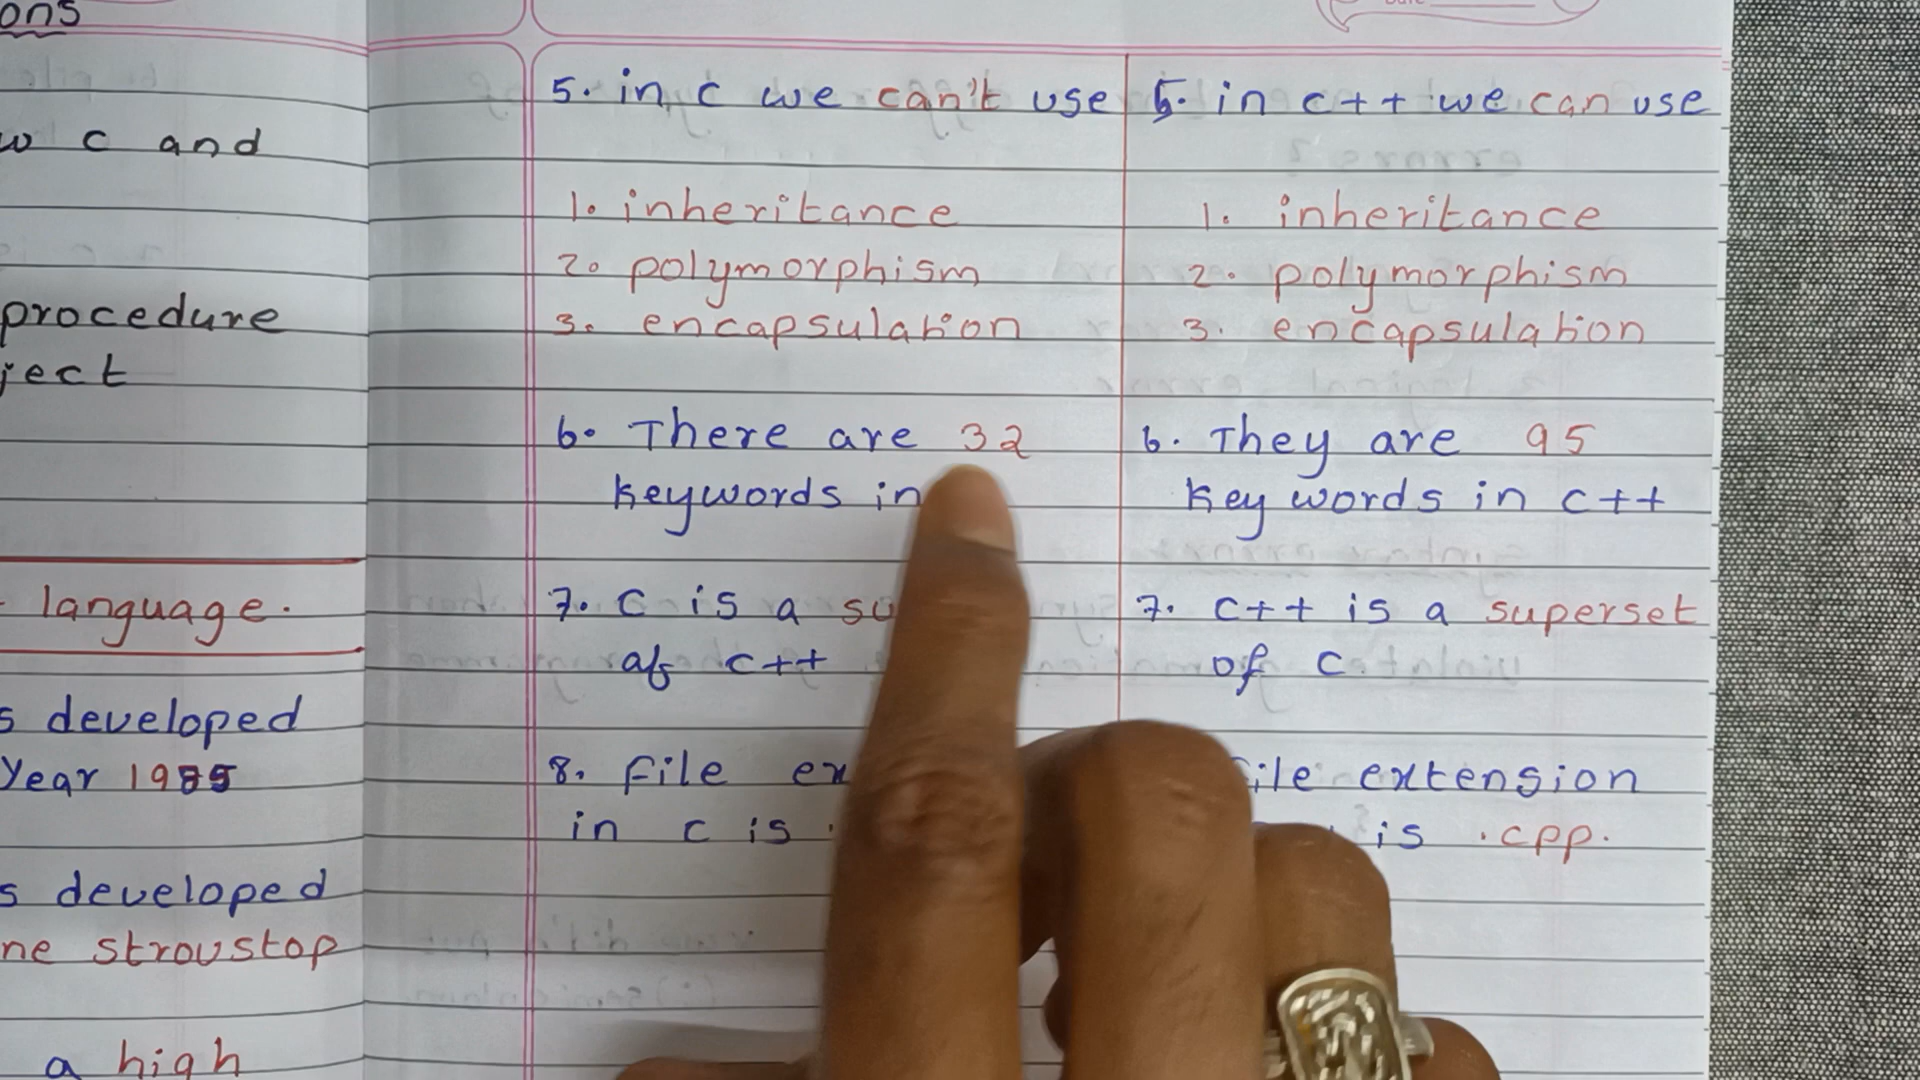 ons
w c and
procedure
ject
language.
s developed
Year 1985
s developed
ne stroustop
a high
5. in c we can't use
1. inheritance
2. polymorphism
3. encapsulation
6. There are 32
keywords in
7. C is a su
of c++
8. File ex
in c is .
5. in c++ we can use
1. inheritance
2. polymorphism
3. encapsulation
6. They are 95
key words in c++
7. c++ is a superset
of c.
ile extension
is .cpp.